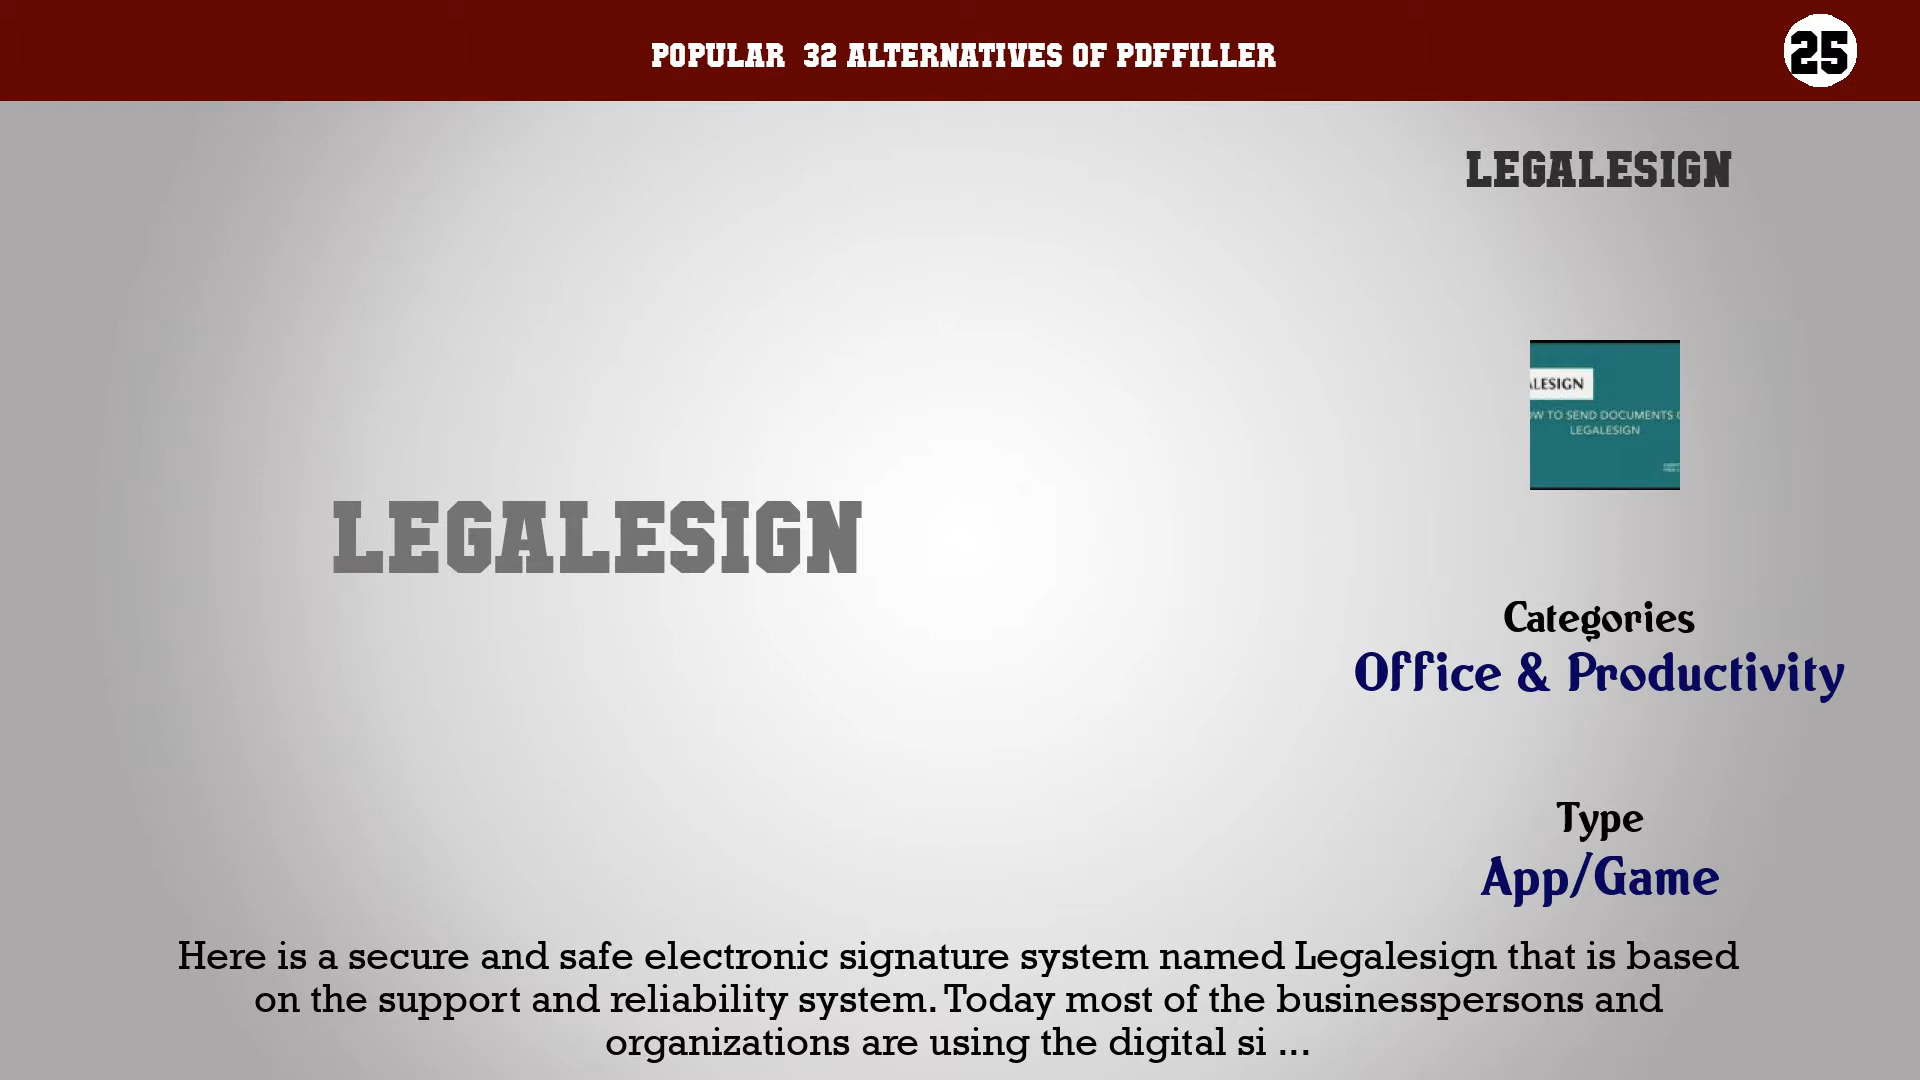 POPULAR 32 ALTERNATIVES OF PDFFILLER
25
LEGALESIGN
LEGALESIGN
ALESIGN
OW TO SEND DOCUMENTS
LEGALESIGN
Categories
Office & Productivity
Type
App/Game
Here is a secure and safe electronic signature system named Legalesign that is based
on the support and reliability system. Today most of the businesspersons and
organizations are using the digital si ...